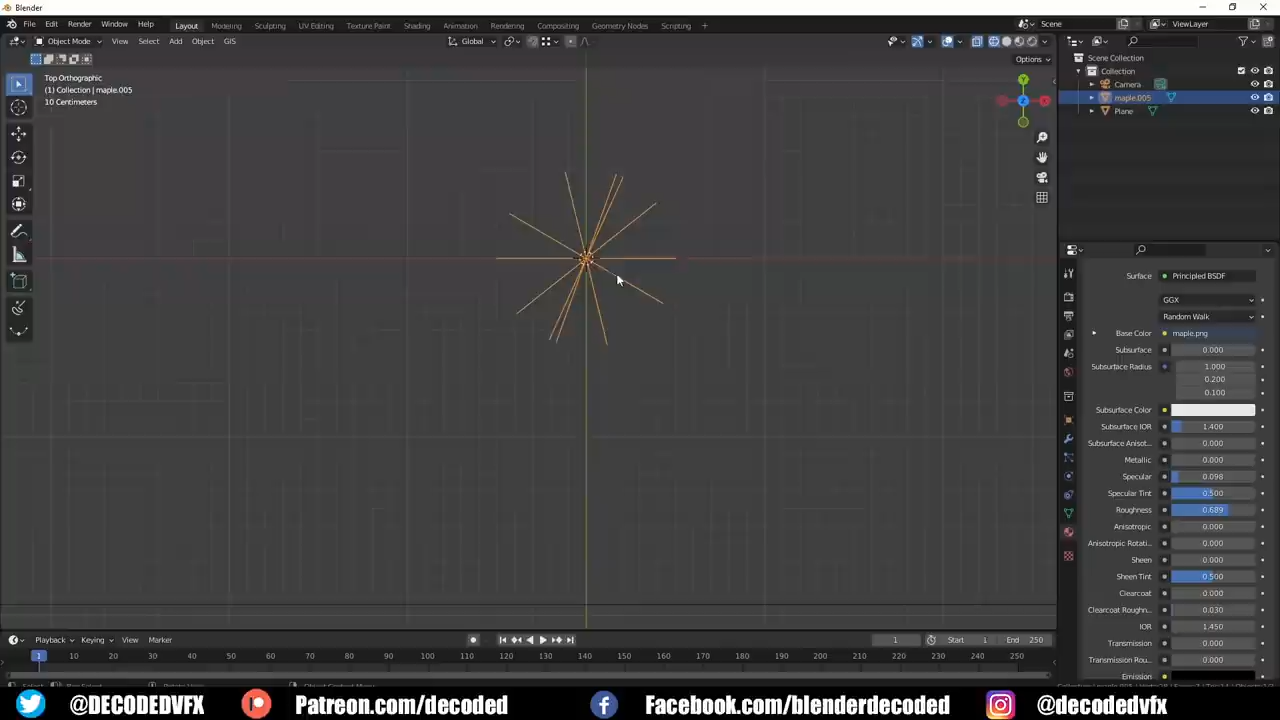 Blender
File Edit Render Window Help Layout Modeling Sculpting UV Editing Texture Paint Shading Animation Rendering Compositing Geometry Nodes Scripting + Scene ViewLayer
Object Mode View Select Add Object GIS Global
Options
Top Orthographic
(1) Collection | maple.005
10 Centimeters
Scene Collection
Collection
Camera
maple.005
Plane
Surface Principled BSDF
GGX
Random Walk
Base Color maple.png
Subsurface 0.000
Subsurface Radius 1.000
0.200
0.100
Subsurface Color
Subsurface IOR 1.400
Subsurface Anisot... 0.000
Metallic 0.000
Specular 0.098
Specular Tint 0.500
Roughness 0.689
Anisotropic 0.000
Anisotropic Rotati... 0.000
Sheen 0.000
Sheen Tint 0.500
Clearcoat 0.000
Clearcoat Roughn... 0.030
IOR 1.450
Transmission 0.000
Transmission Rou... 0.000
Emission
Playback Keying View Marker 1 Start 1 End 250
1 10 20 30 40 50 60 70 80 90 100 110 120 130 140 150 160 170 180 190 200 210 220 230 240 250
@DECODEDVFX Patreon.com/decoded Facebook.com/blenderdecoded @decodedvfx